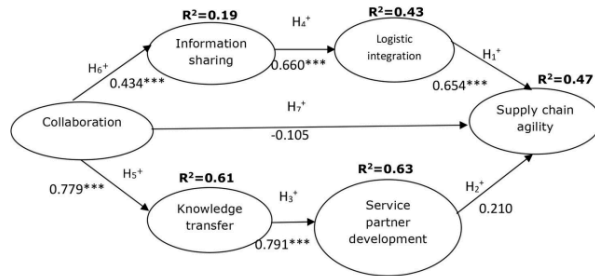 R²=0.19
H₄⁺
R²=0.43
Information
sharing
0.660***
Logistic
integration
H₁⁺
0.654***
R²=0.47
H₆⁺
0.434***
Collaboration
H₇⁺
-0.105
Supply chain
agility
H₅⁺
0.779***
R²=0.61
Knowledge
transfer
H₃⁺
0.791***
R²=0.63
Service
partner
development
H₂⁺
0.210